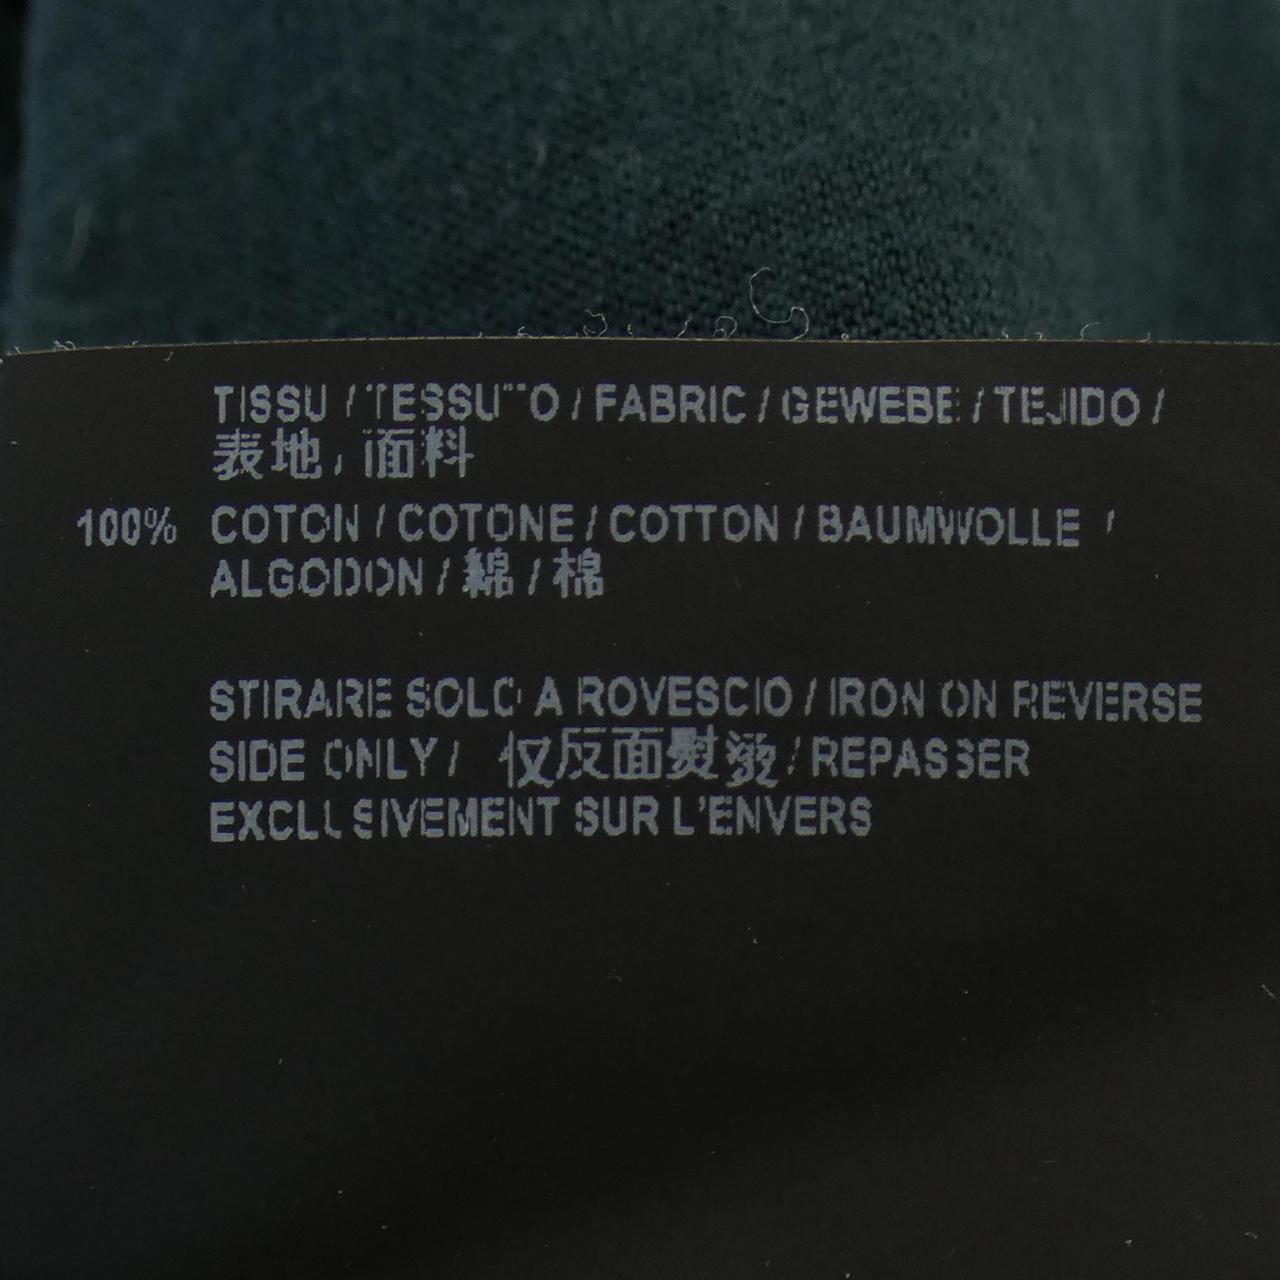 TISSU / TESSUTO / FABRIC / GEWEBE / TEJIDO /
表地 / 面料
100% COTON / COTONE / COTTON / BAUMWOLLE /
ALGODON / 綿 / 棉
STIRARE SOLO A ROVESCIO / IRON ON REVERSE
SIDE ONLY / 仅反面熨烫 / REPASSER
EXCLUSIVEMENT SUR L'ENVERS